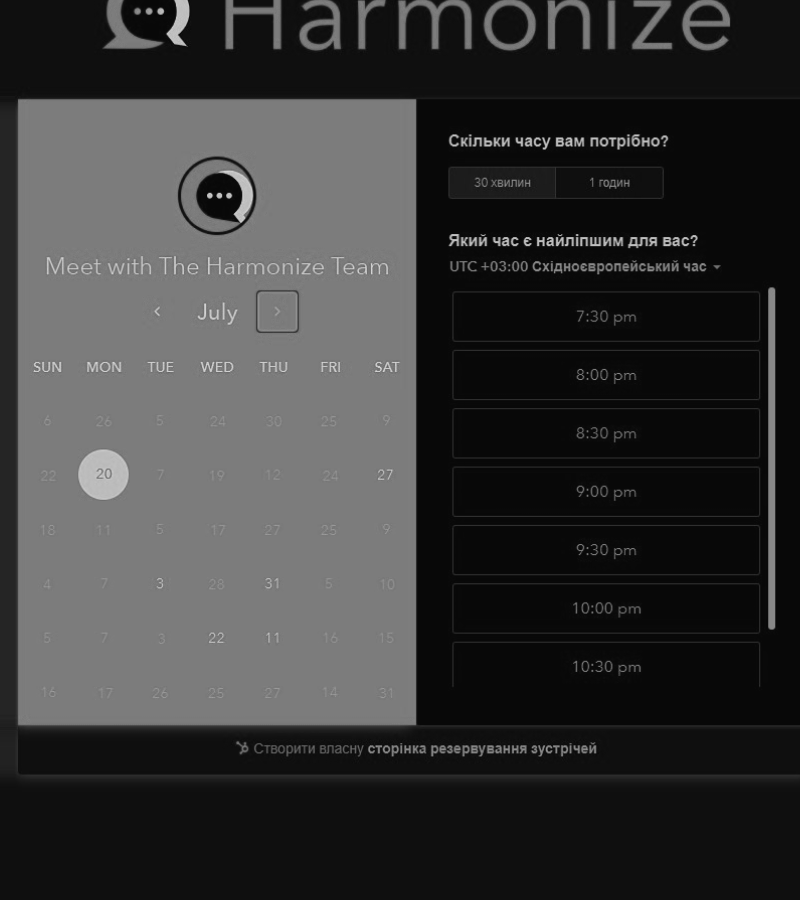 Harmonize
Meet with The Harmonize Team
July
SUN MON TUE WED THU FRI SAT
6 26 5 24 30 25 9
22 20 7 19 12 24 27
18 11 5 17 27 25 9
4 7 3 28 31 5 10
5 7 3 22 11 16 15
16 17 26 25 27 14 31
Скільки часу вам потрібно?
30 хвилин 1 годин
Який час є найліпшим для вас?
UTC +03:00 Східноєвропейський час
7:30 pm
8:00 pm
8:30 pm
9:00 pm
9:30 pm
10:00 pm
10:30 pm
Створити власну сторінка резервування зустрічей